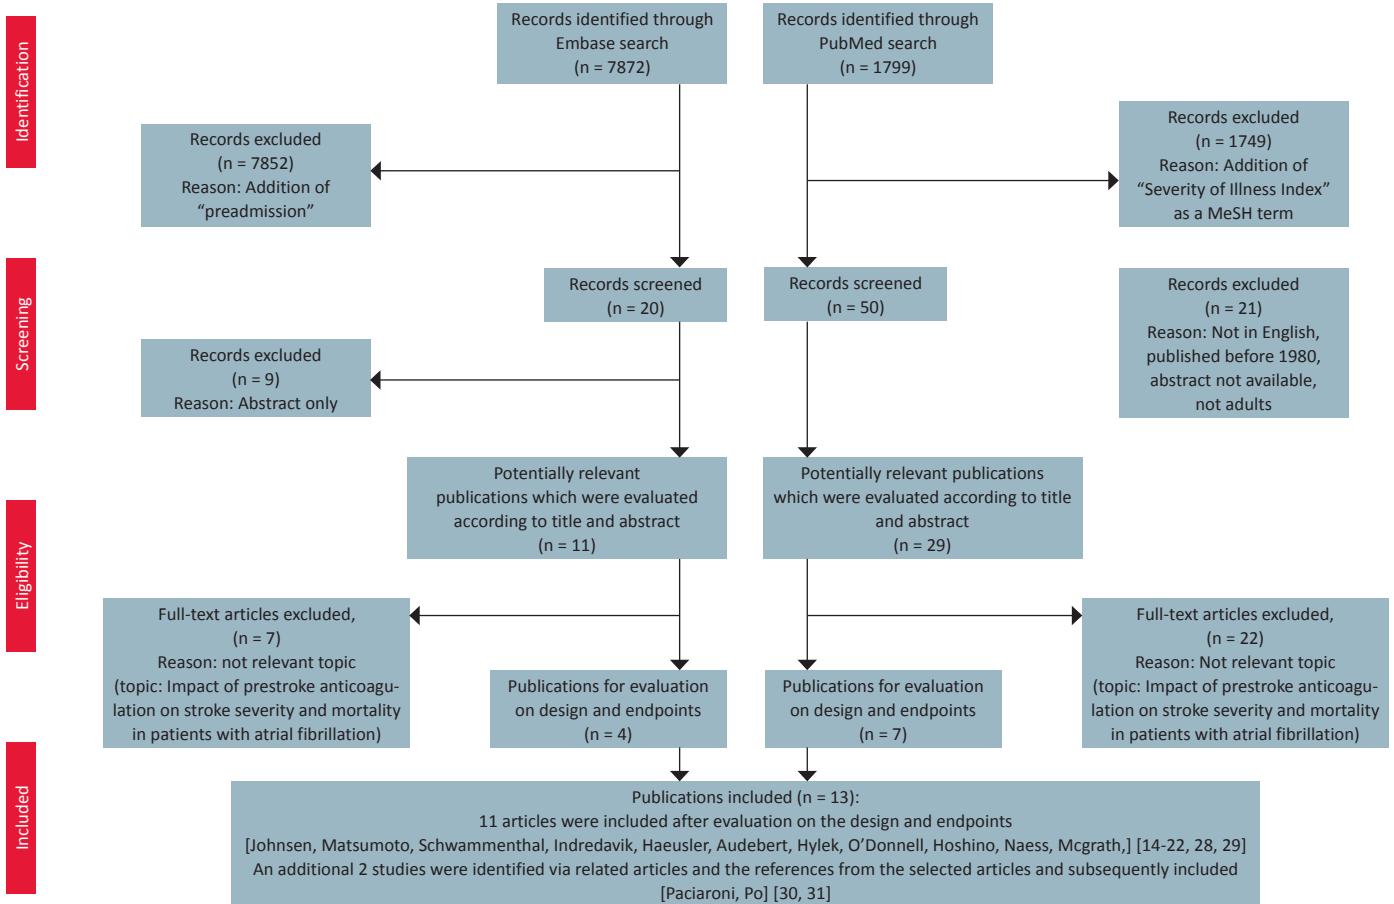 Identification
Records identified through
Embase search
(n = 7872)
Records identified through
PubMed search
(n = 1799)
Records excluded
(n = 7852)
Reason: Addition of
“preadmission”
Records excluded
(n = 1749)
Reason: Addition of
“Severity of Illness Index”
as a MeSH term
Screening
Records screened
(n = 20)
Records screened
(n = 50)
Records excluded
(n = 9)
Reason: Abstract only
Records excluded
(n = 21)
Reason: Not in English,
published before 1980,
abstract not available,
not adults
Eligibility
Potentially relevant
publications which were evaluated
according to title and abstract
(n = 11)
Potentially relevant publications
which were evaluated according to title
and abstract
(n = 29)
Full-text articles excluded,
(n = 7)
Reason: not relevant topic
(topic: Impact of prestroke anticoagu-
lation on stroke severity and mortality
in patients with atrial fibrillation)
Full-text articles excluded,
(n = 22)
Reason: Not relevant topic
(topic: Impact of prestroke anticoagu-
lation on stroke severity and mortality
in patients with atrial fibrillation)
Publications for evaluation
on design and endpoints
(n = 4)
Publications for evaluation
on design and endpoints
(n = 7)
Included
Publications included (n = 13):
11 articles were included after evaluation on the design and endpoints
[Johnsen, Matsumoto, Schwammenthal, Indredavik, Haeusler, Audebert, Hylek, O’Donnell, Hoshino, Naess, Mcgrath,] [14-22, 28, 29]
An additional 2 studies were identified via related articles and the references from the selected articles and subsequently included
[Paciaroni, Po] [30, 31]